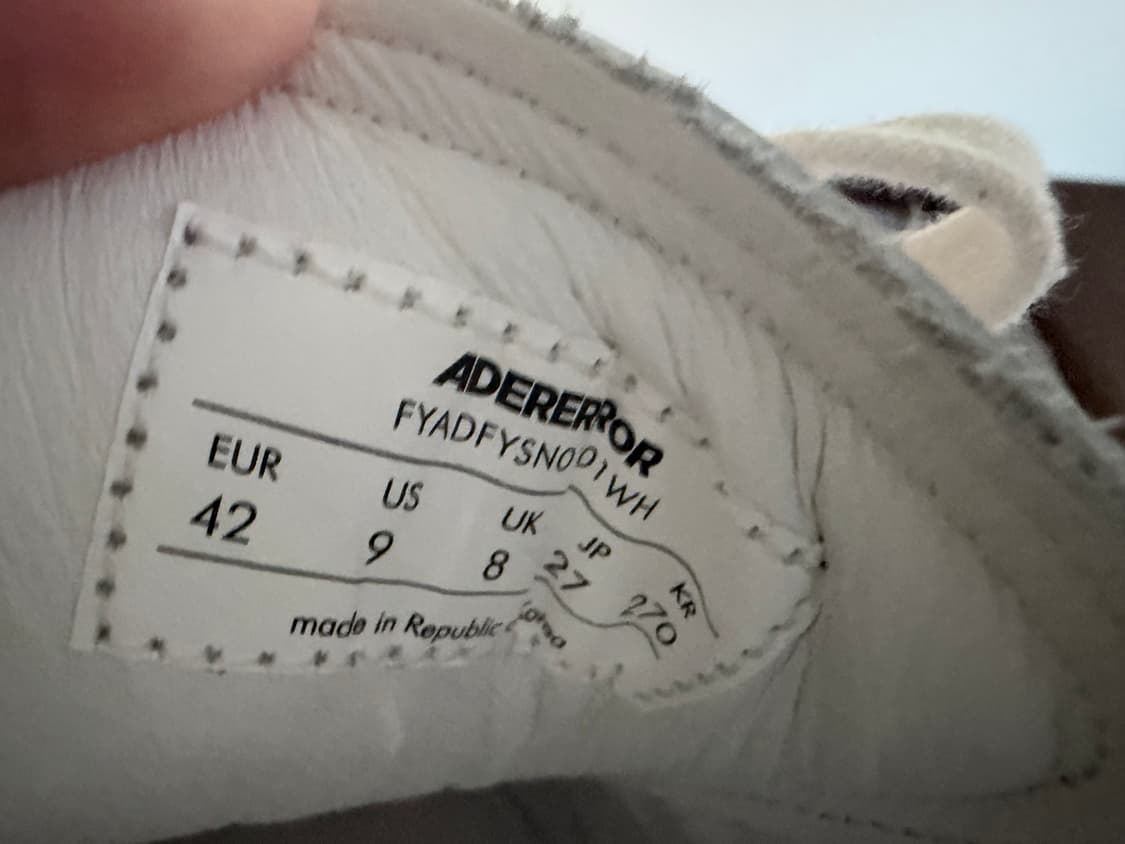 ADERERROR
FYADFYSN001WH
EUR US UK JP KR
42 9 8 27 270
made in Republic